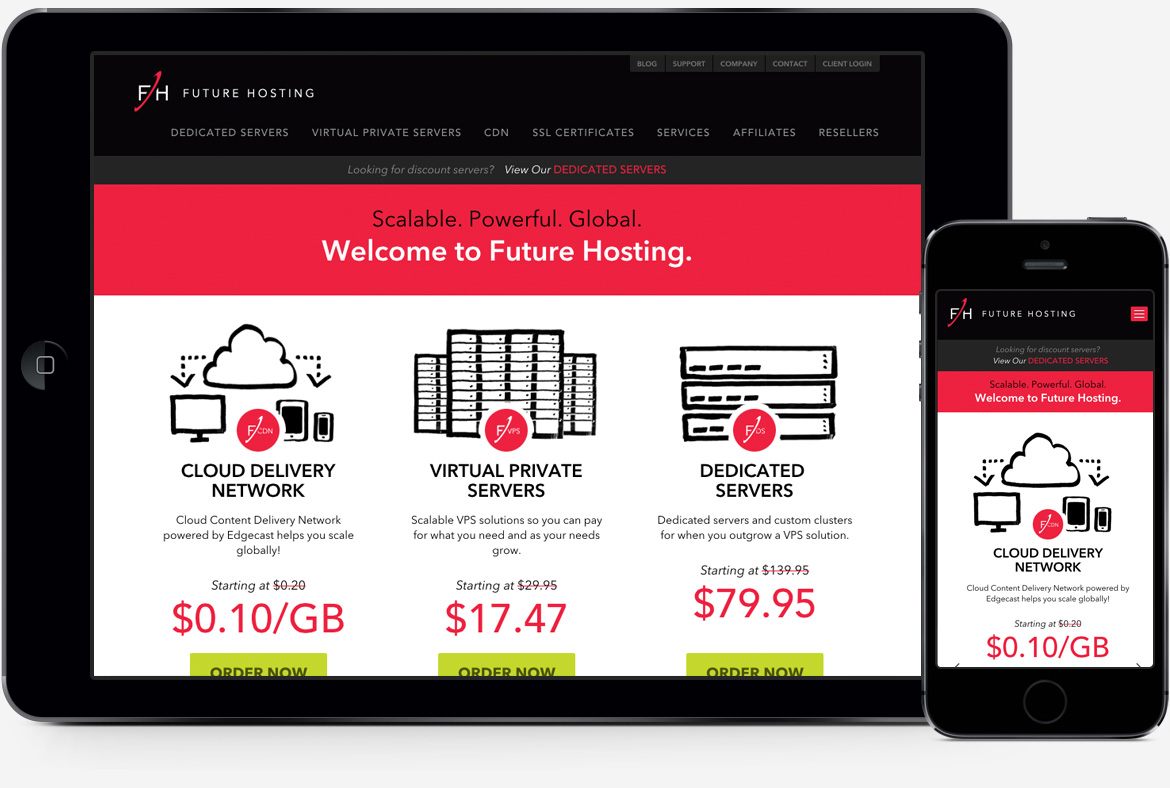 BLOG SUPPORT COMPANY CONTACT CLIENT LOGIN
F/H FUTURE HOSTING
DEDICATED SERVERS VIRTUAL PRIVATE SERVERS CDN SSL CERTIFICATES SERVICES AFFILIATES RESELLERS
Looking for discount servers? View Our DEDICATED SERVERS
Scalable. Powerful. Global.
Welcome to Future Hosting.
F/CDN
CLOUD DELIVERY
NETWORK
Cloud Content Delivery Network
powered by Edgecast helps you scale
globally!
Starting at $0.20
$0.10/GB
ORDER NOW
F/VPS
VIRTUAL PRIVATE
SERVERS
Scalable VPS solutions so you can pay
for what you need and as your needs
grow.
Starting at $29.95
$17.47
ORDER NOW
F/DS
DEDICATED
SERVERS
Dedicated servers and custom clusters
for when you outgrow a VPS solution.
Starting at $139.95
$79.95
ORDER NOW
F/H FUTURE HOSTING
Looking for discount servers?
View Our DEDICATED SERVERS
Scalable. Powerful. Global.
Welcome to Future Hosting.
F/CDN
CLOUD DELIVERY
NETWORK
Cloud Content Delivery Network powered by
Edgecast helps you scale globally!
Starting at $0.20
$0.10/GB